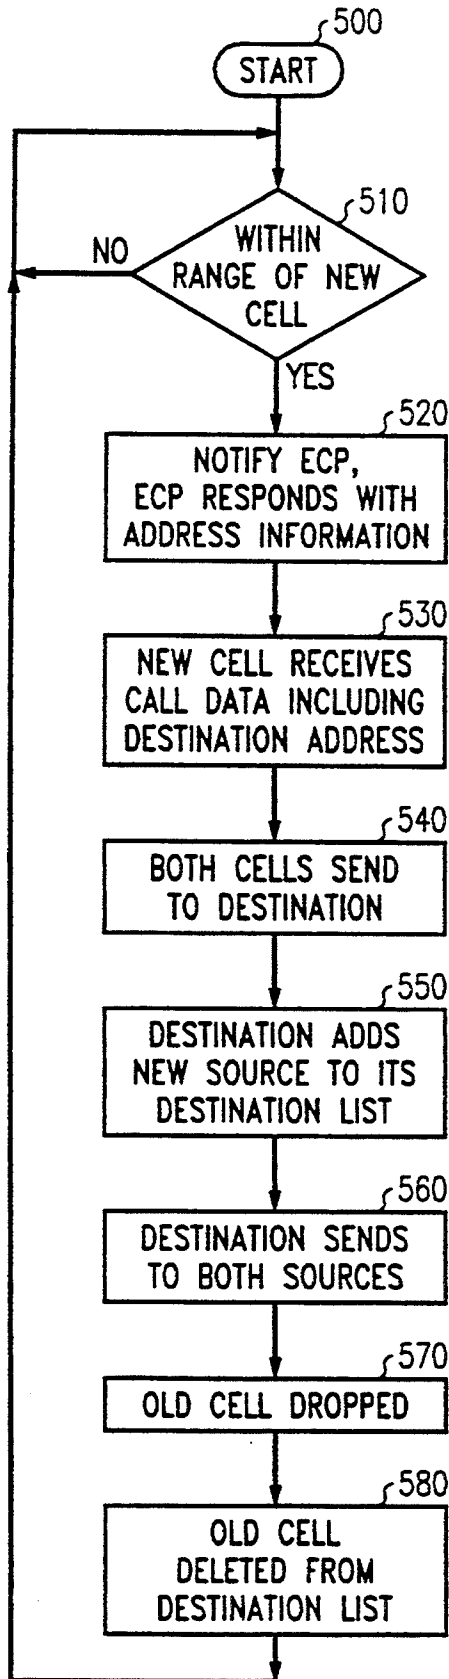 500
START
510
WITHIN
RANGE OF NEW
CELL
NO
YES
520
NOTIFY ECP,
ECP RESPONDS WITH
ADDRESS INFORMATION
530
NEW CELL RECEIVES
CALL DATA INCLUDING
DESTINATION ADDRESS
540
BOTH CELLS SEND
TO DESTINATION
550
DESTINATION ADDS
NEW SOURCE TO ITS
DESTINATION LIST
560
DESTINATION SENDS
TO BOTH SOURCES
570
OLD CELL DROPPED
580
OLD CELL
DELETED FROM
DESTINATION LIST